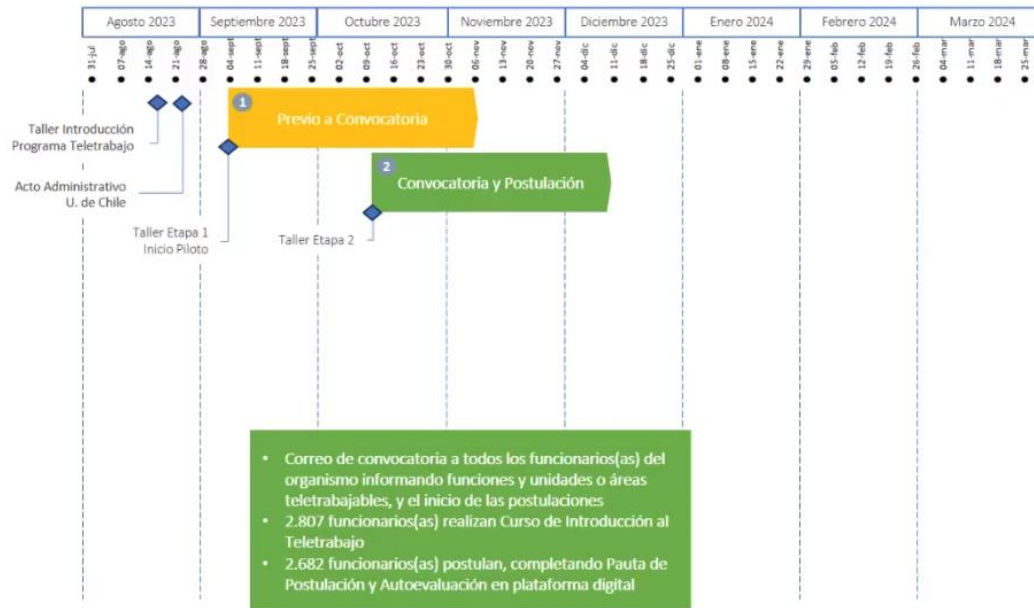 Agosto 2023 Septiembre 2023 Octubre 2023 Noviembre 2023 Diciembre 2023 Enero 2024 Febrero 2024 Marzo 2024
31-jul 07-ago 14-ago 21-ago 28-ago 04-sept 11-sept 18-sept 25-sept 02-oct 09-oct 16-oct 23-oct 30-oct 06-nov 13-nov 20-nov 27-nov 04-dic 11-dic 18-dic 25-dic 01-ene 08-ene 15-ene 22-ene 29-ene 05-feb 12-feb 19-feb 26-feb 04-mar 11-mar 18-mar 25-mar
1
Previo a Convocatoria
Taller Introducción
Programa Teletrabajo
2
Convocatoria y Postulación
Acto Administrativo
U. de Chile
Taller Etapa 1
Inicio Piloto
Taller Etapa 2
• Correo de convocatoria a todos los funcionarios(as) del
organismo informando funciones y unidades o áreas
teletrabajables, y el inicio de las postulaciones
• 2.807 funcionarios(as) realizan Curso de Introducción al
Teletrabajo
• 2.682 funcionarios(as) postulan, completando Pauta de
Postulación y Autoevaluación en plataforma digital